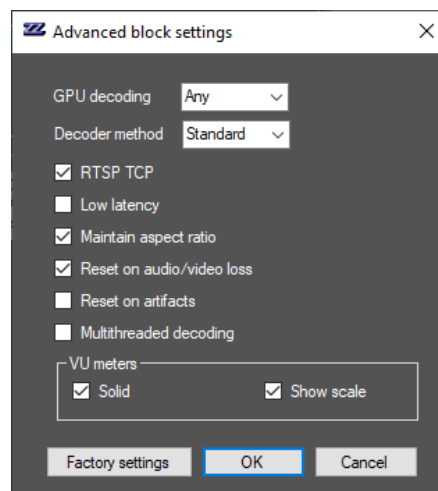 Advanced block settings
GPU decoding Any
Decoder method Standard
RTSP TCP
Low latency
Maintain aspect ratio
Reset on audio/video loss
Reset on artifacts
Multithreaded decoding
VU meters
Solid Show scale
Factory settings OK Cancel